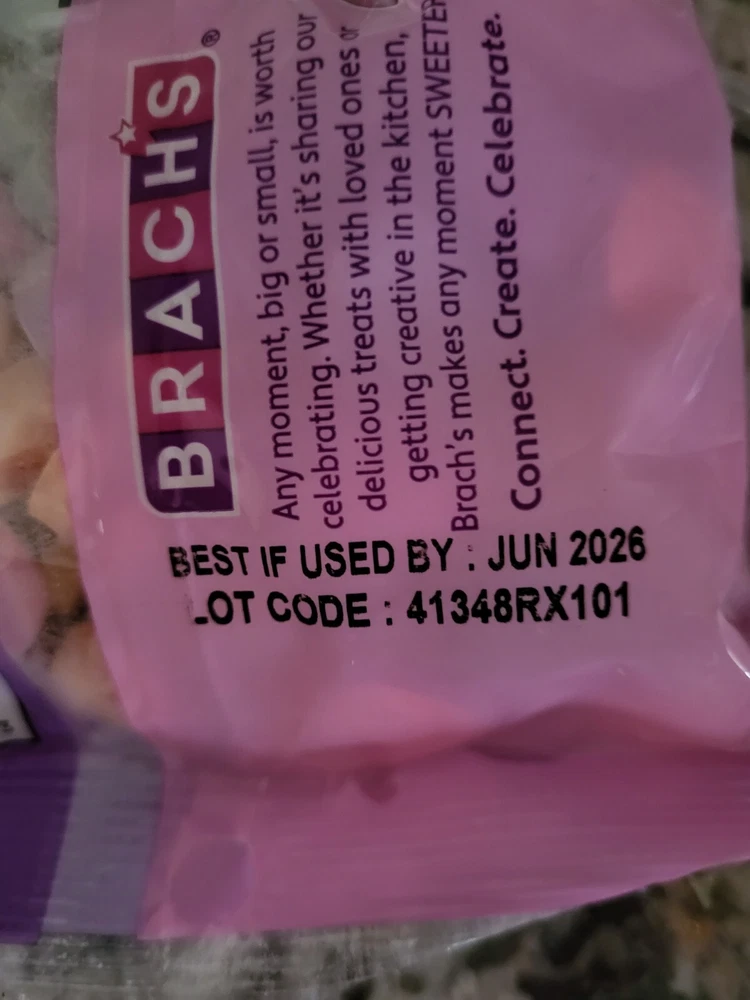 BRACH'S®
Any moment, big or small, is worth
celebrating. Whether it's sharing our
delicious treats with loved ones or
getting creative in the kitchen,
Brach's makes any moment SWEETER
Connect. Create. Celebrate.
BEST IF USED BY : JUN 2026
LOT CODE : 41348RX101